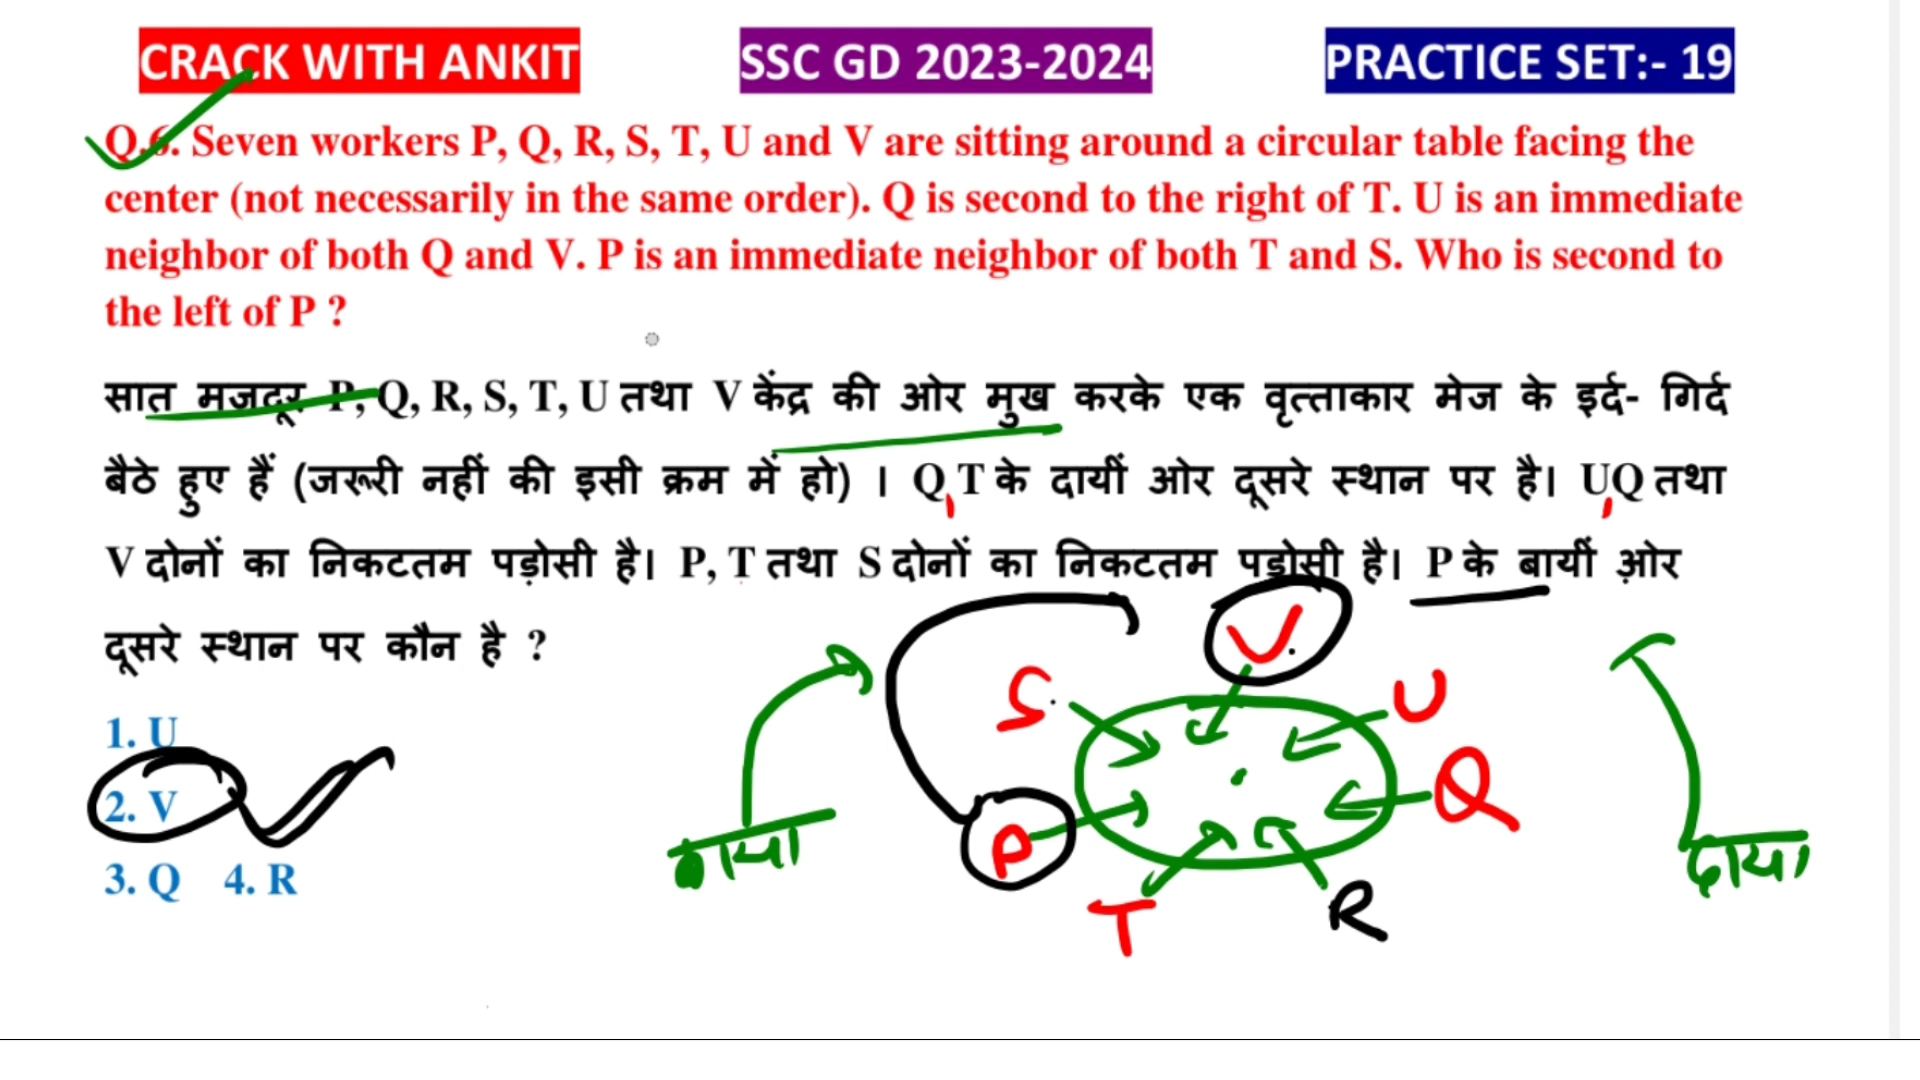 CRACK WITH ANKIT SSC GD 2023-2024 PRACTICE SET:- 19
Q.6. Seven workers P, Q, R, S, T, U and V are sitting around a circular table facing the
center (not necessarily in the same order). Q is second to the right of T. U is an immediate
neighbor of both Q and V. P is an immediate neighbor of both T and S. Who is second to
the left of P ?
सात मजदूर P, Q, R, S, T, U तथा V केंद्र की ओर मुख करके एक वृत्ताकार मेज के इर्द- गिर्द
बैठे हुए हैं (जरूरी नहीं की इसी क्रम में हो) । Q, T के दायीं ओर दूसरे स्थान पर है। U, Q तथा
V दोनों का निकटतम पड़ोसी है। P, T तथा S दोनों का निकटतम पड़ोसी है। P के बायीं ओर
दूसरे स्थान पर कौन है ?
V
S U
1. U
Q
2. V
P
बायां दायां
3. Q 4. R
T R